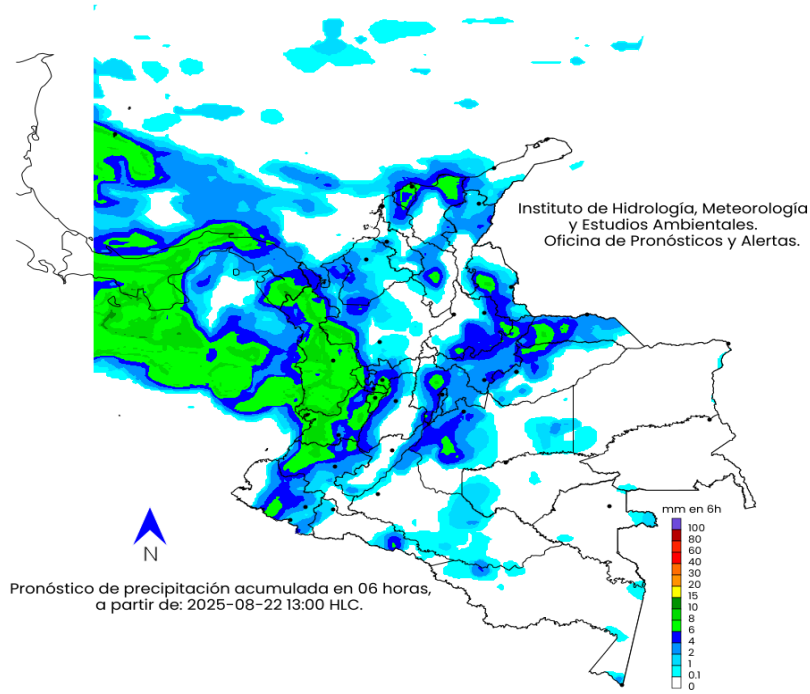 Instituto de Hidrología, Meteorología
y Estudios Ambientales.
Oficina de Pronósticos y Alertas.
mm en 6h
100
80
60
40
30
20
15
10
8
6
4
2
1
0.1
0
N
Pronóstico de precipitación acumulada en 06 horas,
a partir de: 2025-08-22 13:00 HLC.